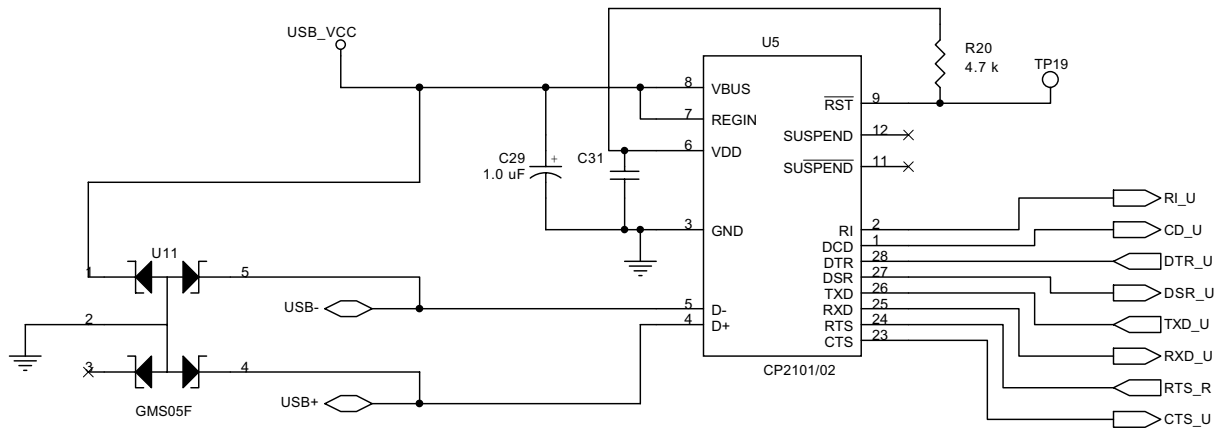 USB_VCC
U5
R20
4.7 k
TP19
8
VBUS
RST
9
7
REGIN
SUSPEND
12
6
VDD
C29
1.0 uF
+
C31
SUSPEND
11
3
GND
RI
2
RI_U
DCD
1
CD_U
DTR
28
DTR_U
DSR
27
DSR_U
TXD
26
TXD_U
RXD
25
RXD_U
RTS
24
RTS_R
CTS
23
CTS_U
U11
1
5
2
3
4
GMS05F
USB-
5
D-
4
D+
USB+
CP2101/02